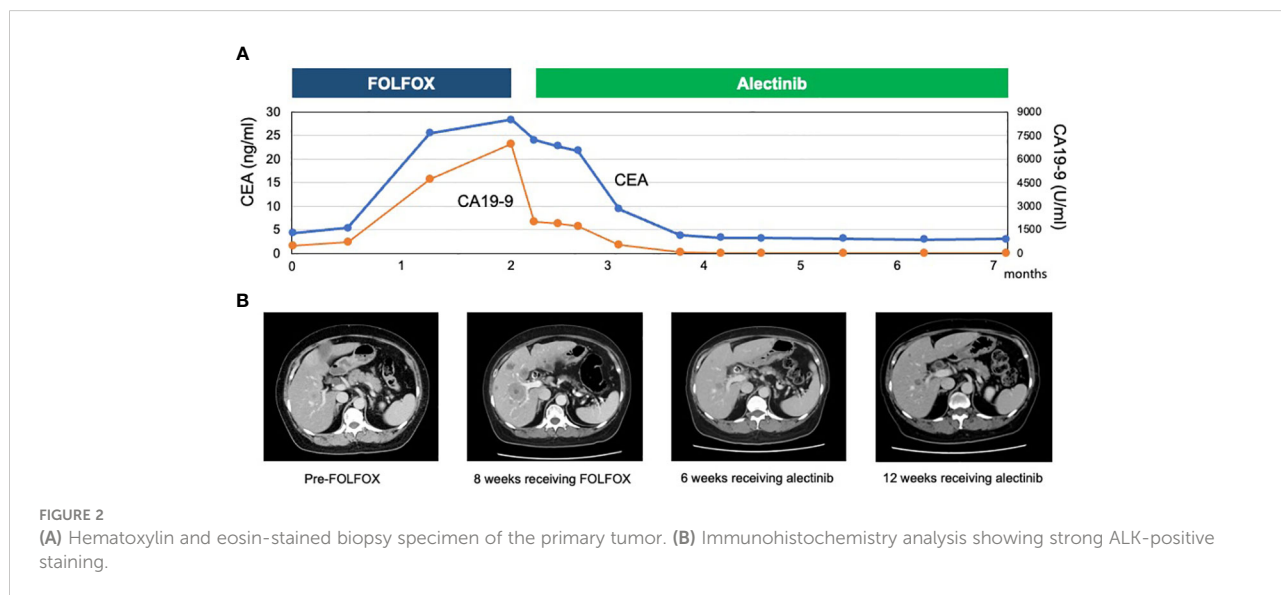 A
FOLFOX
Alectinib
30
25
20
15
10
5
0
CEA (ng/ml)
9000
7500
6000
4500
3000
1500
0
CA19-9 (U/ml)
CEA
CA19-9
0
1
2
3
4
5
6
7
months
B
Pre-FOLFOX
8 weeks receiving FOLFOX
6 weeks receiving alectinib
12 weeks receiving alectinib
FIGURE 2
(A) Hematoxylin and eosin-stained biopsy specimen of the primary tumor. (B) Immunohistochemistry analysis showing strong ALK-positive
staining.